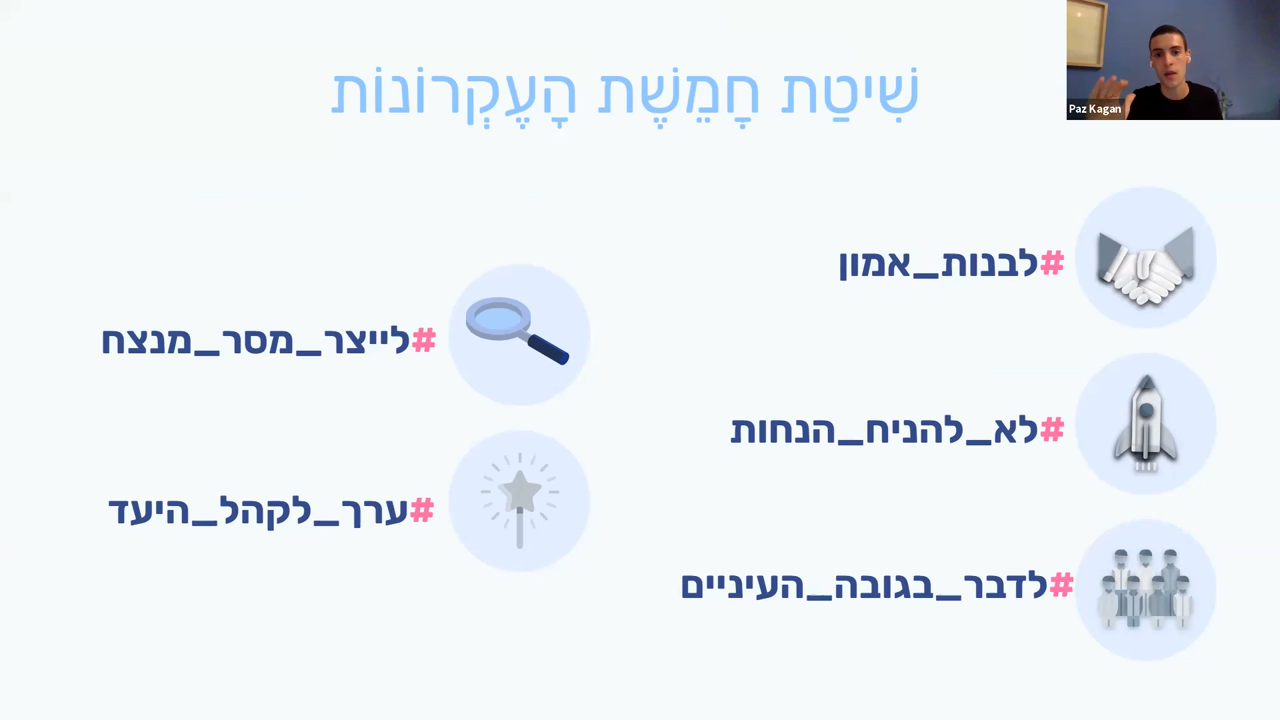 שִׁיטַת חֲמֵשֶׁת הָעֶקְרוֹנוֹת
Paz Kagan
#לבנות_אמון
#לא_להניח_הנחות
#לדבר_בגובה_העיניים
#לייצר_מסר_מנצח
#ערך_לקהל_היעד